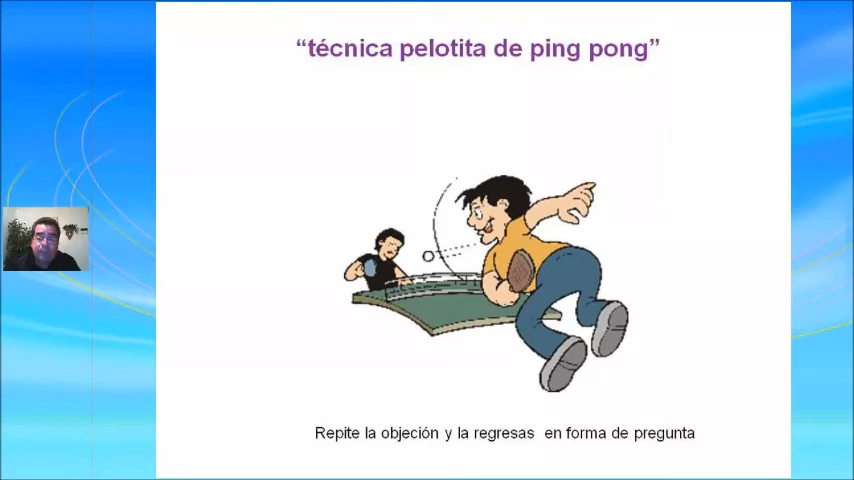 “técnica pelotita de ping pong”
Repite la objeción y la regresas  en forma de pregunta